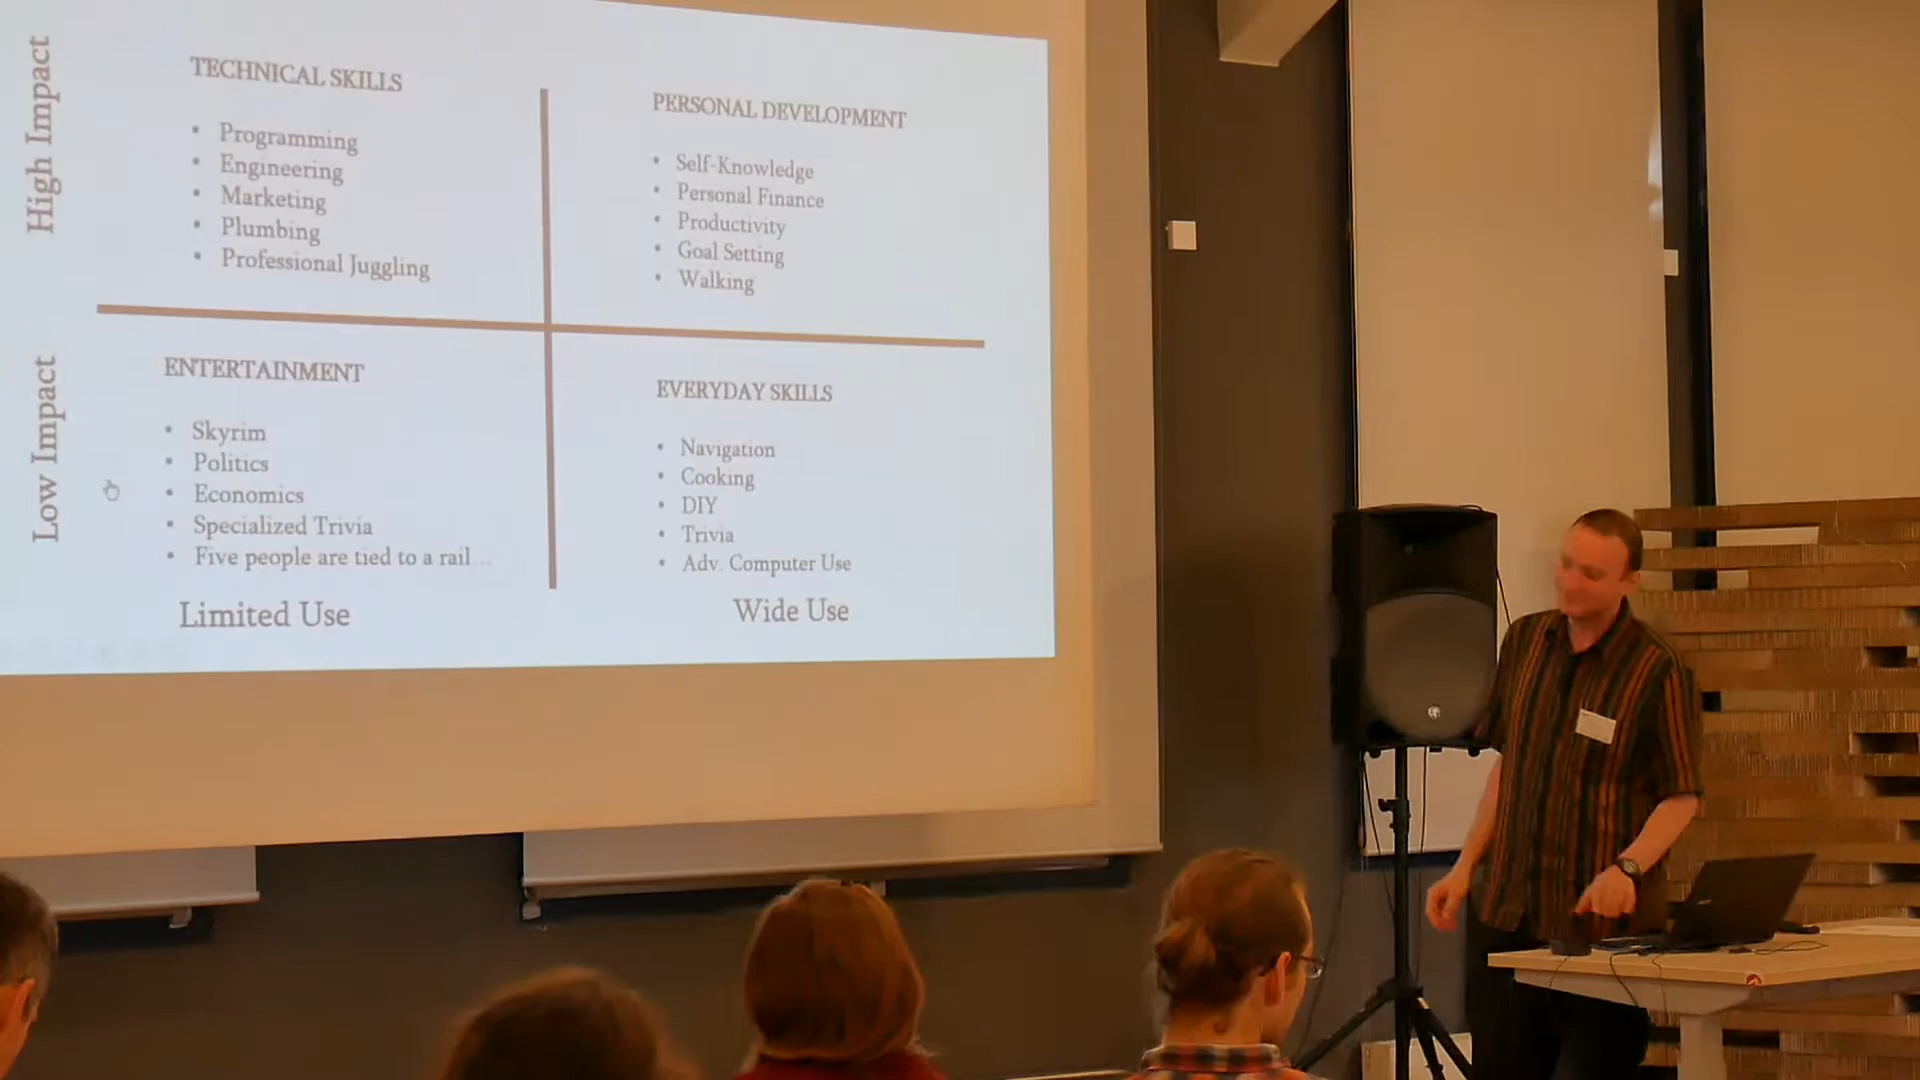 High Impact
TECHNICAL SKILLS
• Programming
• Engineering
• Marketing
• Plumbing
• Professional Juggling
PERSONAL DEVELOPMENT
• Self-Knowledge
• Personal Finance
• Productivity
• Goal Setting
• Walking
Low Impact
ENTERTAINMENT
• Skyrim
• Politics
• Economics
• Specialized Trivia
• Five people are tied to a rail...
EVERYDAY SKILLS
• Navigation
• Cooking
• DIY
• Trivia
• Adv. Computer Use
Limited Use
Wide Use